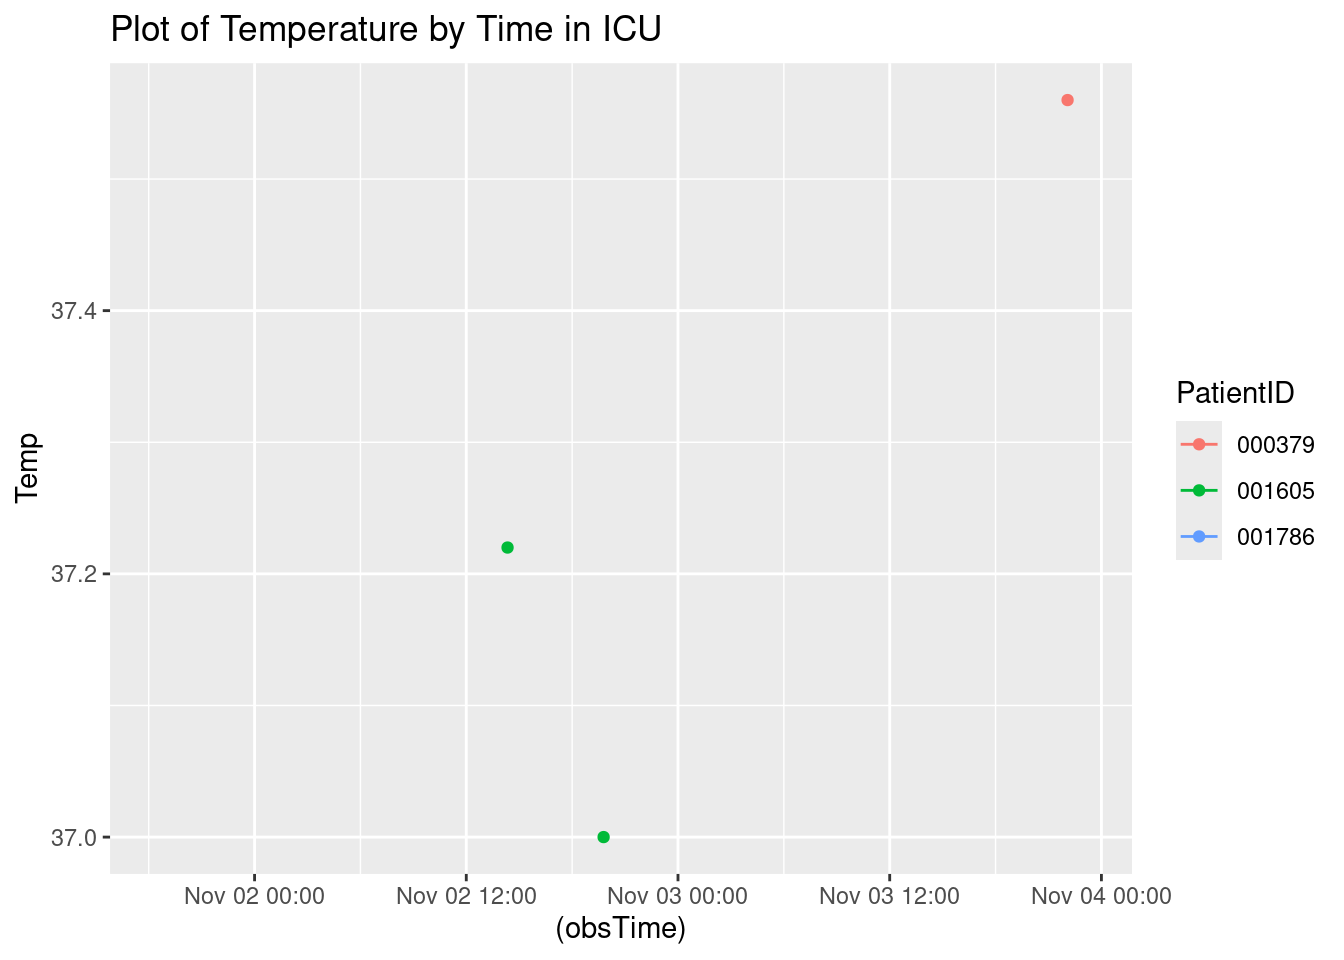 Plot of Temperature by Time in ICU
37.4
37.2
37.0
Temp
Nov 02 00:00 Nov 02 12:00 Nov 03 00:00 Nov 03 12:00 Nov 04 00:00
(obsTime)
PatientID
000379
001605
001786